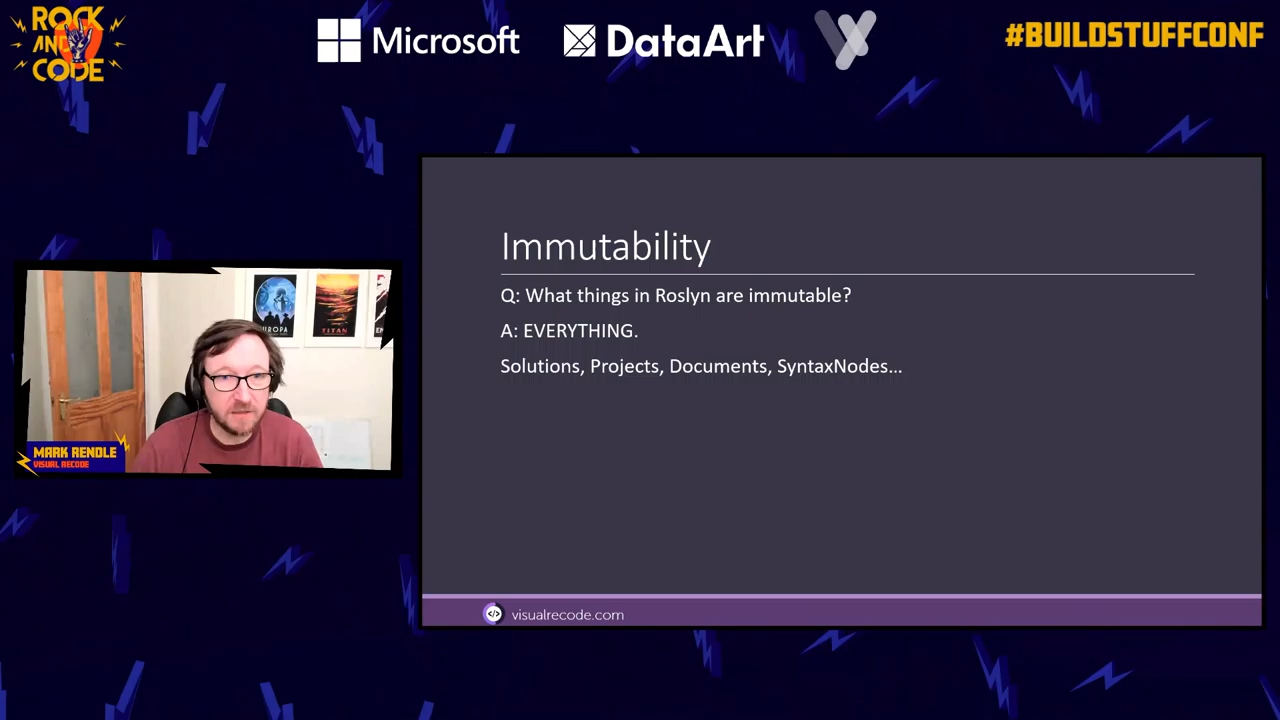 ROCK
AND
CODE
Microsoft
DataArt
#BUILDSTUFFCONF
Immutability
Q: What things in Roslyn are immutable?
A: EVERYTHING.
Solutions, Projects, Documents, SyntaxNodes...
TITAN
MARK RENDLE
VISUAL RECODE
</> visualrecode.com